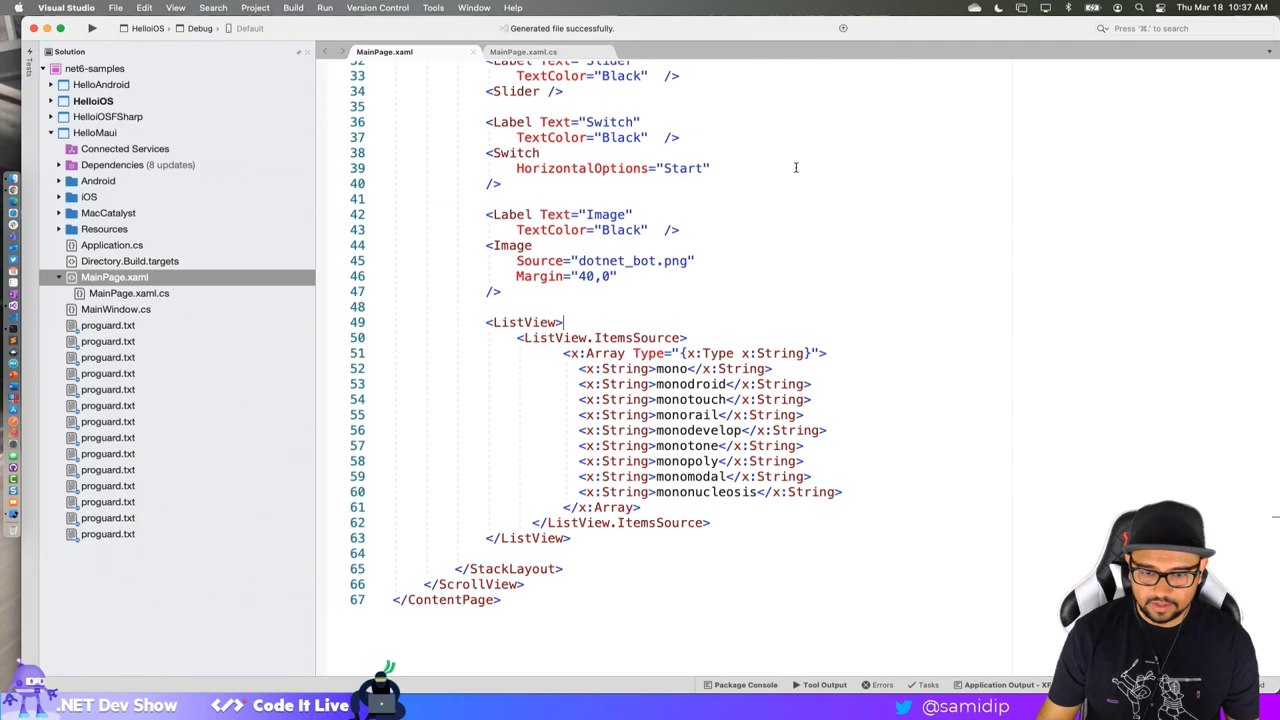 Visual Studio File Edit View Search Project Build Run Version Control Tools Window Help Thu Mar 18 10:37 AM
HelloiOS Debug Default Generated file successfully. Press '⌘.' to search
Solution MainPage.xaml MainPage.xaml.cs
Tests
net6-samples
HelloAndroid
HelloiOS
HelloiOSFSharp
HelloMaui
Connected Services
Dependencies (8 updates)
Android
iOS
MacCatalyst
Resources
Application.cs
Directory.Build.targets
MainPage.xaml
MainPage.xaml.cs
MainWindow.cs
proguard.txt
proguard.txt
proguard.txt
proguard.txt
proguard.txt
proguard.txt
proguard.txt
proguard.txt
proguard.txt
proguard.txt
proguard.txt
proguard.txt
proguard.txt
proguard.txt
32 <Label Text="Slider"
33 TextColor="Black" />
34 <Slider />
35
36 <Label Text="Switch"
37 TextColor="Black" />
38 <Switch
39 HorizontalOptions="Start"
40 />
41
42 <Label Text="Image"
43 TextColor="Black" />
44 <Image
45 Source="dotnet_bot.png"
46 Margin="40,0"
47 />
48
49 <ListView>
50 <ListView.ItemsSource>
51 <x:Array Type="{x:Type x:String}">
52 <x:String>mono</x:String>
53 <x:String>monodroid</x:String>
54 <x:String>monotouch</x:String>
55 <x:String>monorail</x:String>
56 <x:String>monodevelop</x:String>
57 <x:String>monotone</x:String>
58 <x:String>monopoly</x:String>
59 <x:String>monomodal</x:String>
60 <x:String>mononucleosis</x:String>
61 </x:Array>
62 </ListView.ItemsSource>
63 </ListView>
64
65 </StackLayout>
66 </ScrollView>
67 </ContentPage>
Package Console Tool Output Errors Tasks Application Output - XF
.NET Dev Show </> Code It Live @samidip